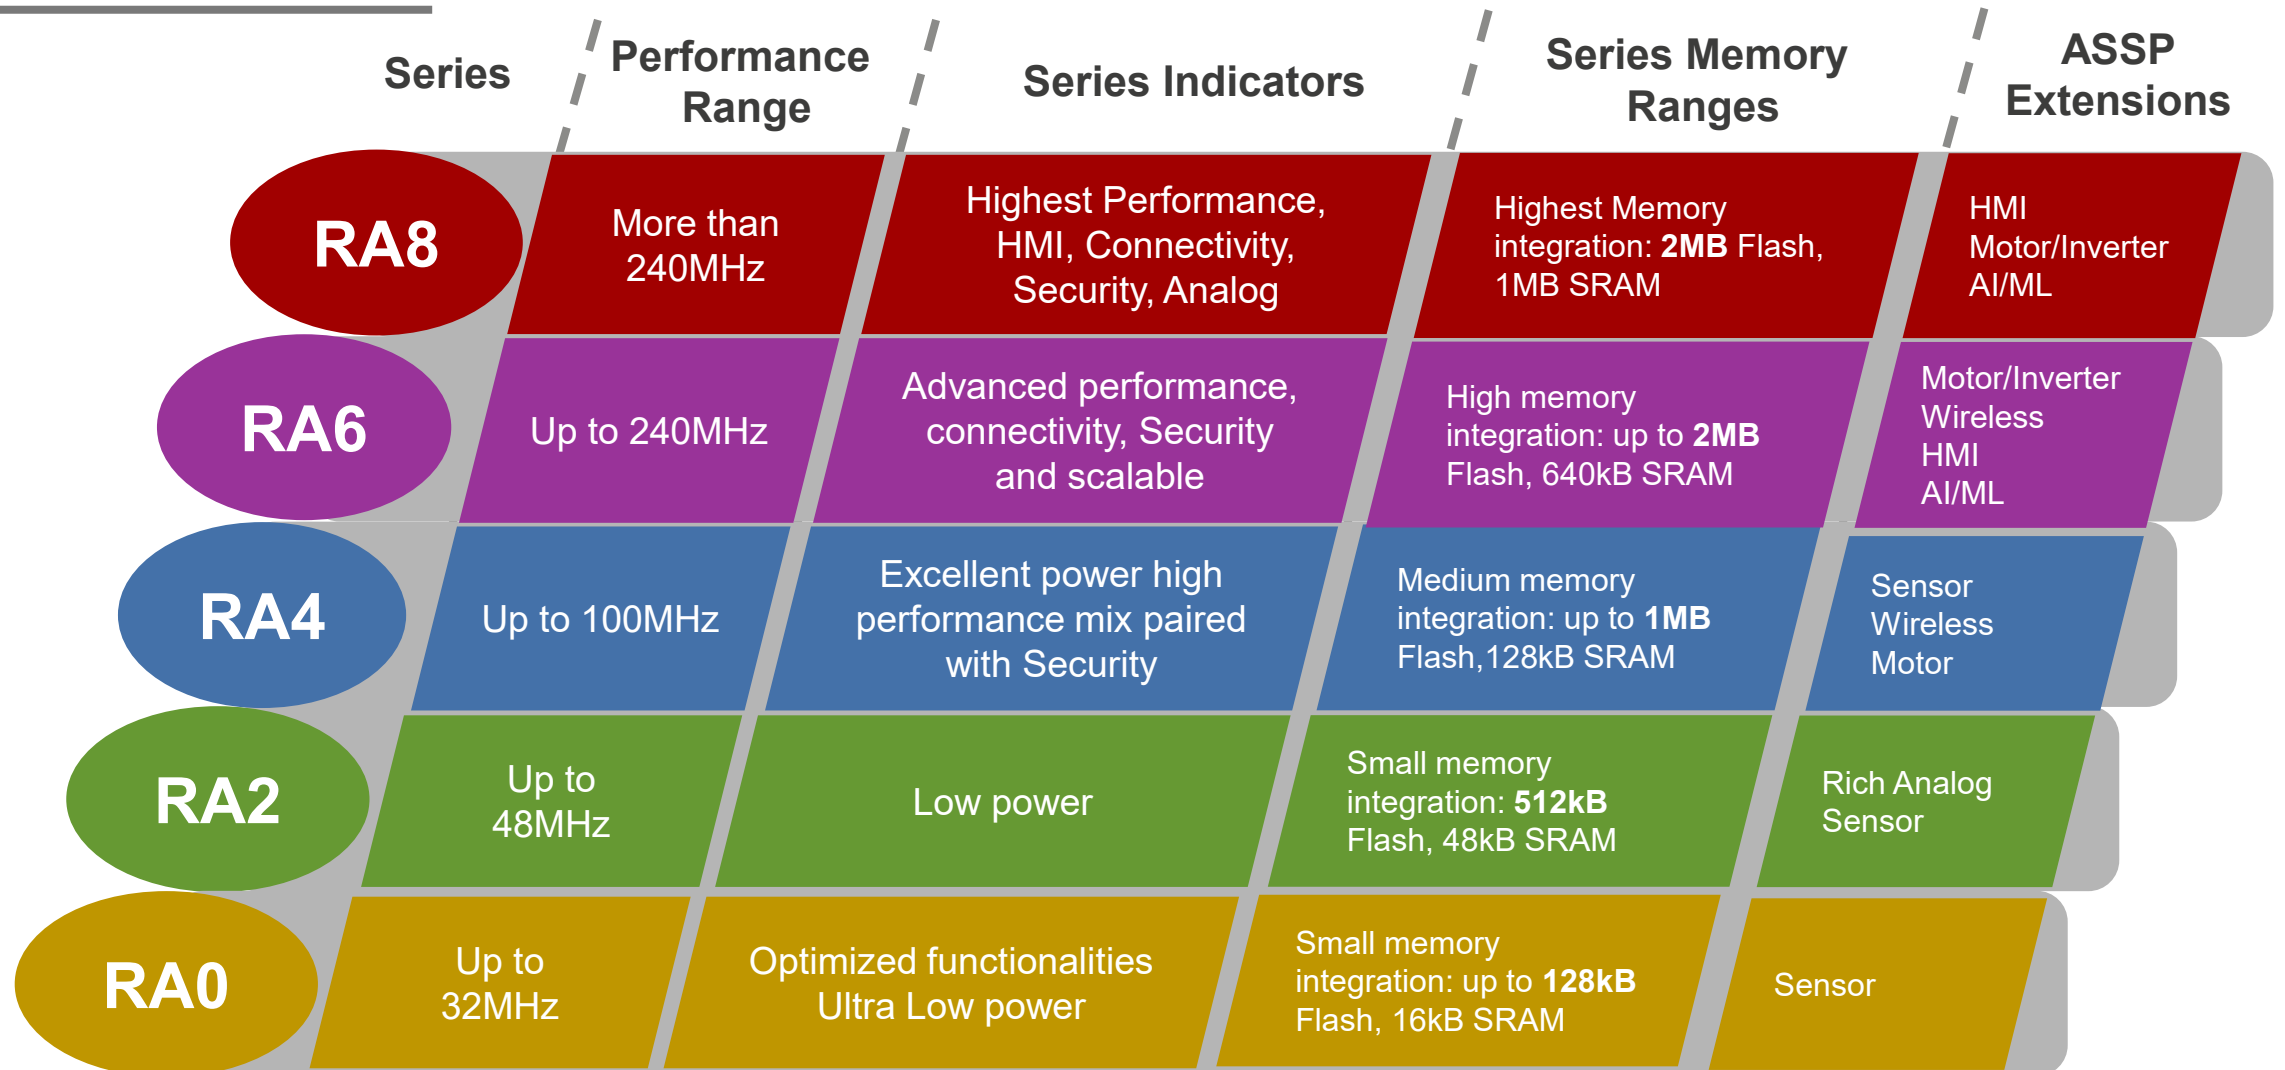 Series
Performance
Range
Series Indicators
Series Memory
Ranges
ASSP
Extensions
RA8
More than
240MHz
Highest Performance,
HMI, Connectivity,
Security, Analog
Highest Memory
integration: 2MB Flash,
1MB SRAM
HMI
Motor/Inverter
AI/ML
RA6
Up to 240MHz
Advanced performance,
connectivity, Security
and scalable
High memory
integration: up to 2MB
Flash, 640kB SRAM
Motor/Inverter
Wireless
HMI
AI/ML
RA4
Up to 100MHz
Excellent power high
performance mix paired
with Security
Medium memory
integration: up to 1MB
Flash,128kB SRAM
Sensor
Wireless
Motor
RA2
Up to
48MHz
Low power
Small memory
integration: 512kB
Flash, 48kB SRAM
Rich Analog
Sensor
RA0
Up to
32MHz
Optimized functionalities
Ultra Low power
Small memory
integration: up to 128kB
Flash, 16kB SRAM
Sensor